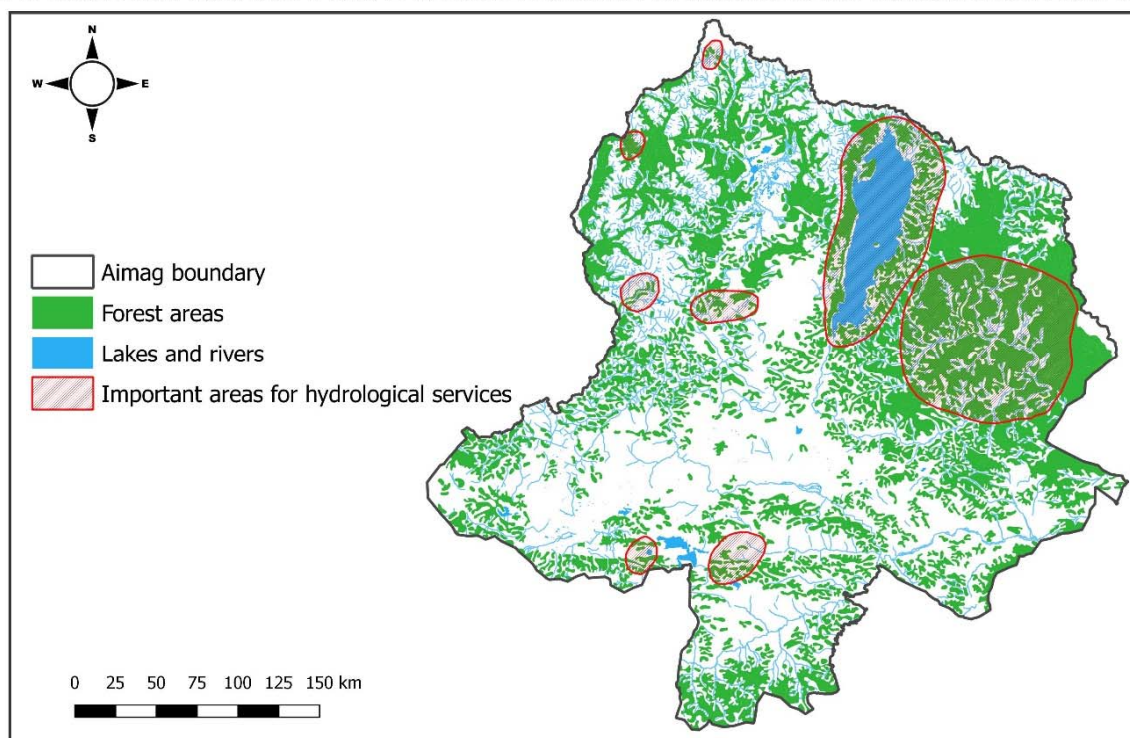 N
W E
S
Aimag boundary
Forest areas
Lakes and rivers
Important areas for hydrological services
0 25 50 75 100 125 150 km